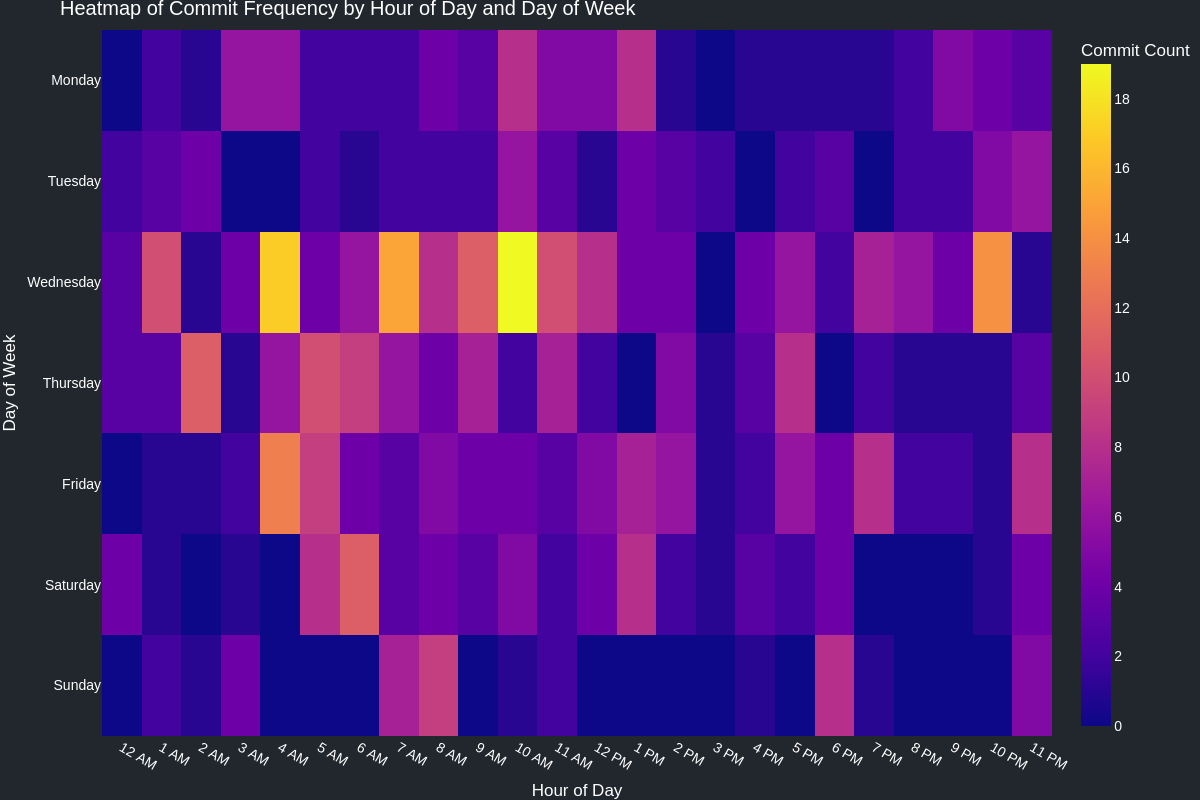 Heatmap of Commit Frequency by Hour of Day and Day of Week
Commit Count
Monday
Tuesday
Wednesday
Thursday
Friday
Saturday
Sunday
Day of Week
18
16
14
12
10
8
6
4
2
0
12 AM
1 AM
2 AM
3 AM
4 AM
5 AM
6 AM
7 AM
8 AM
9 AM
10 AM
11 AM
12 PM
1 PM
2 PM
3 PM
4 PM
5 PM
6 PM
7 PM
8 PM
9 PM
10 PM
11 PM
Hour of Day